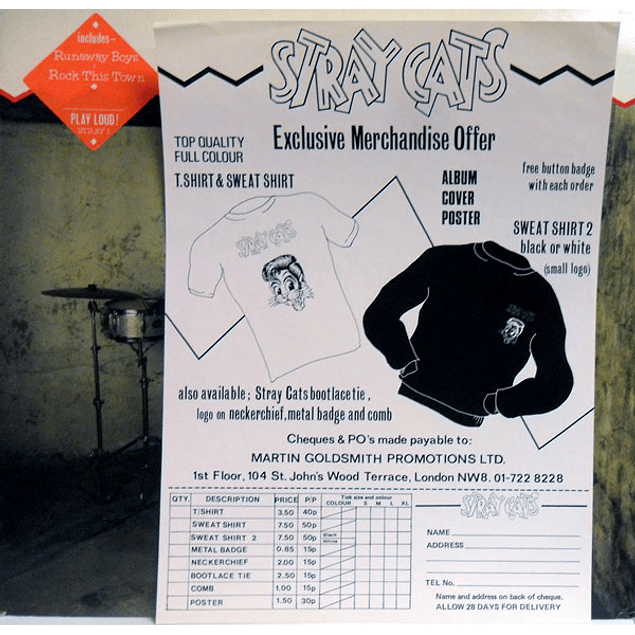 includes-
Runaway Boys
Rock This Town
PLAY LOUD!
STRAY 1
STRAY CATS
Exclusive Merchandise Offer
TOP QUALITY
FULL COLOUR
T.SHIRT & SWEAT SHIRT
ALBUM
COVER
POSTER
free button badge
with each order
SWEAT SHIRT 2
black or white
(small logo)
STRAY CATS
also available; Stray Cats bootlace tie,
logo on neckerchief, metal badge and comb
Cheques & PO's made payable to:
MARTIN GOLDSMITH PROMOTIONS LTD.
1st Floor, 104 St. John's Wood Terrace, London NW8. 01-722 8228
QTY. DESCRIPTION PRICE P/P Tick size and colour
COLOUR S M L XL
T/SHIRT 3.50 40p
SWEAT SHIRT 7.50 50p
SWEAT SHIRT 2 7.50 50p Black
White
METAL BADGE 0.85 15p
NECKERCHIEF 2.00 15p
BOOTLACE TIE 2.50 15p
COMB 1.00 15p
POSTER 1.50 30p
STRAY CATS
NAME
ADDRESS
TEL No.
Name and address on back of cheque.
ALLOW 28 DAYS FOR DELIVERY